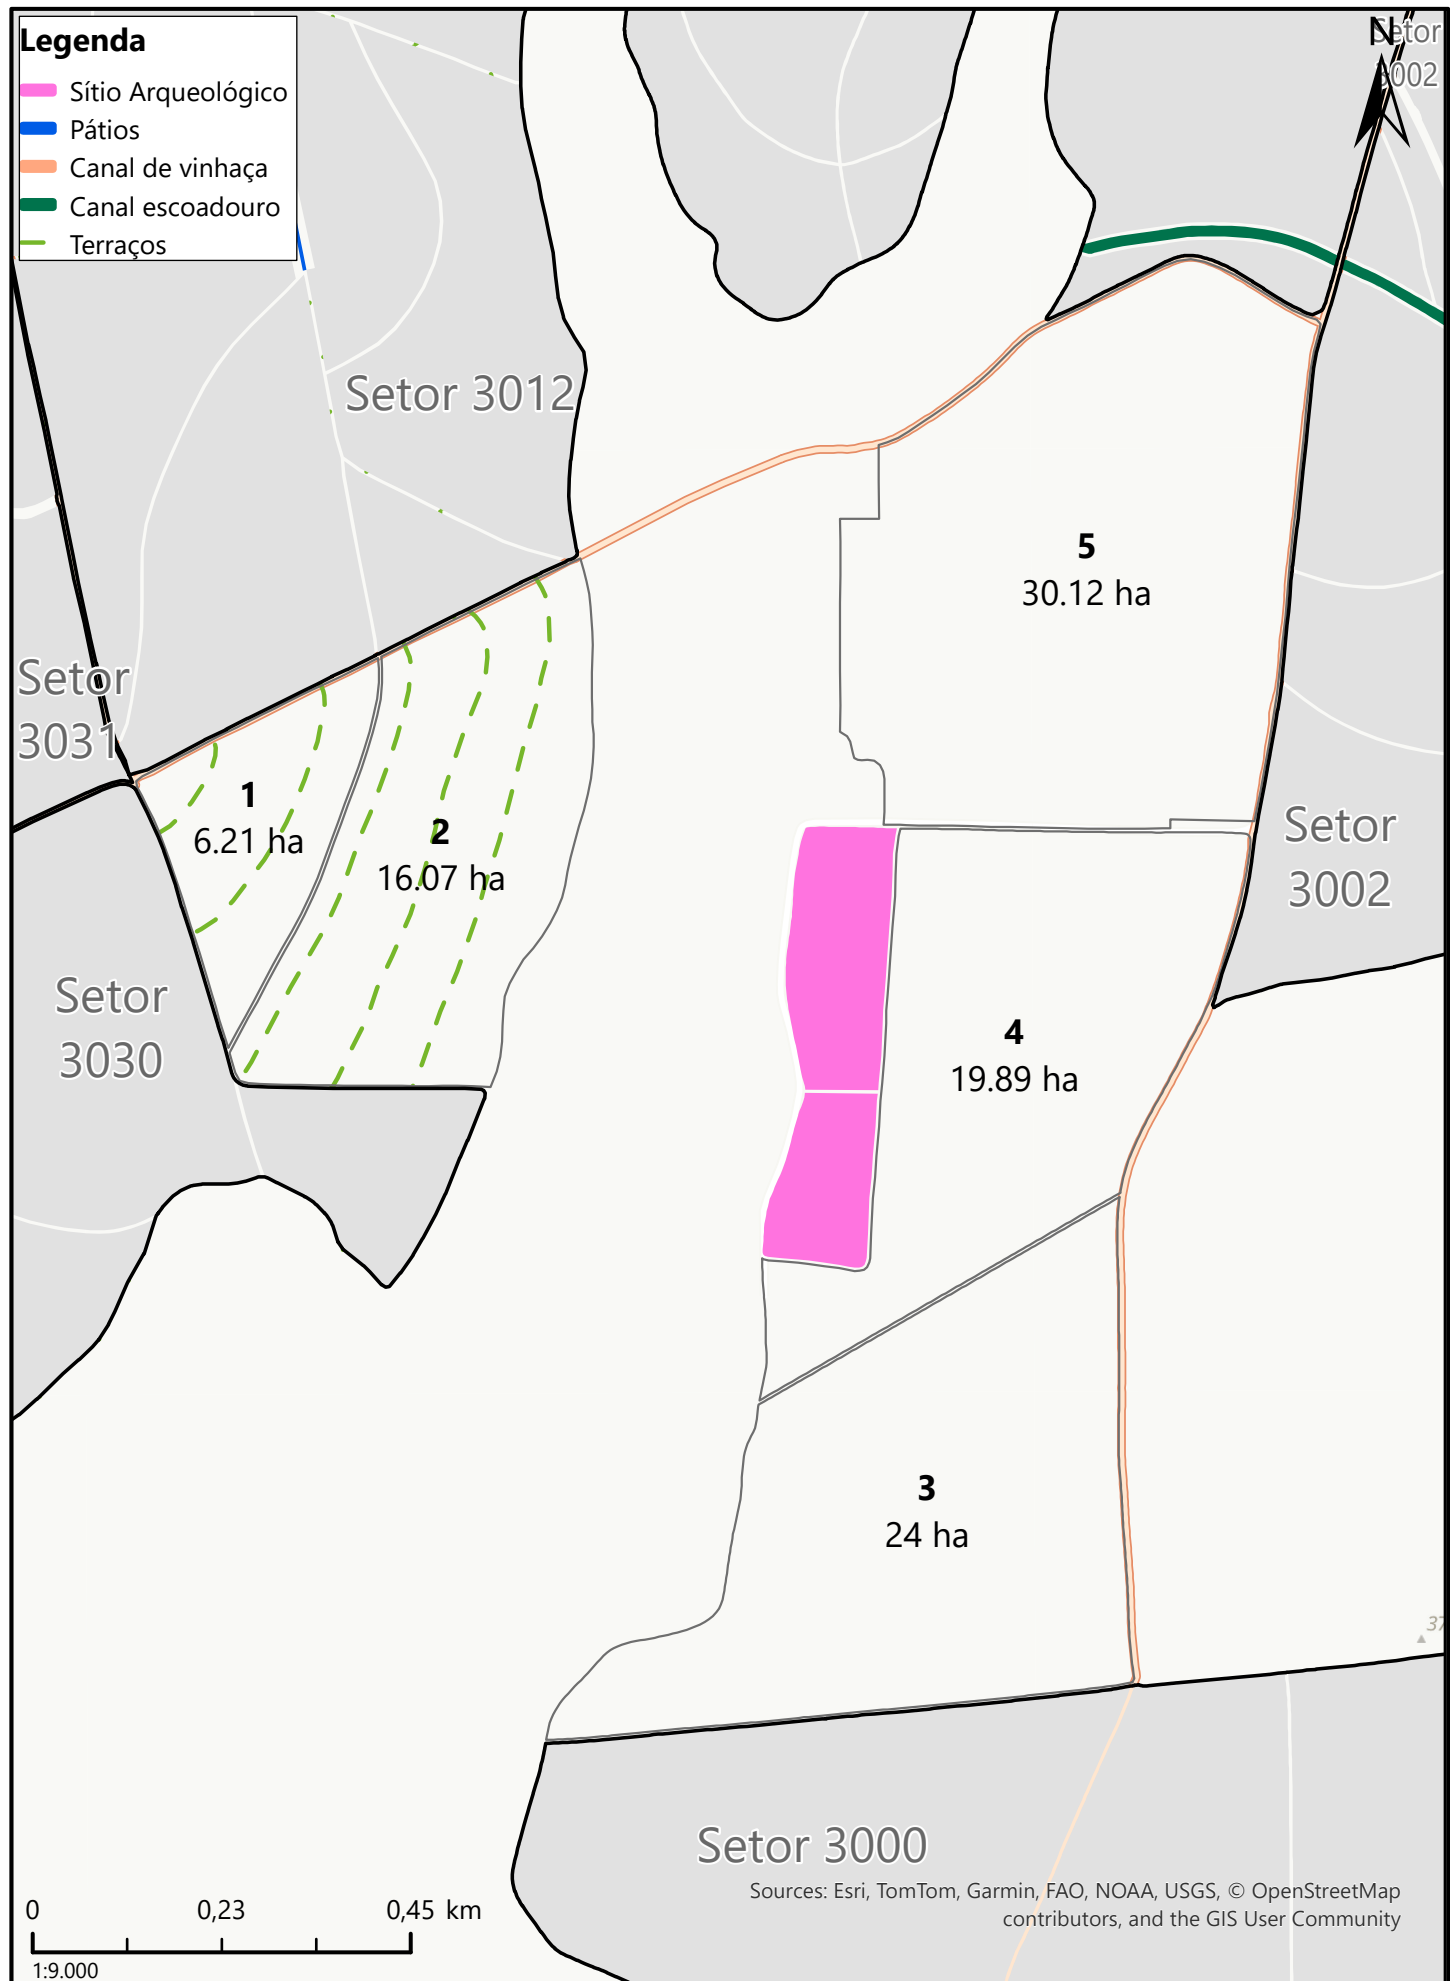 Legenda
Sítio Arqueológico
Pátios
Canal de vinhaça
Canal escoadouro
Terraços
N
Setor
3002
Setor 3012
5
30.12 ha
Setor
3031
1
6.21 ha
2
16.07 ha
Setor
3002
Setor
3030
4
19.89 ha
3
24 ha
37
Setor 3000
Sources: Esri, TomTom, Garmin, FAO, NOAA, USGS, © OpenStreetMap
contributors, and the GIS User Community
0 0,23 0,45 km
1:9.000